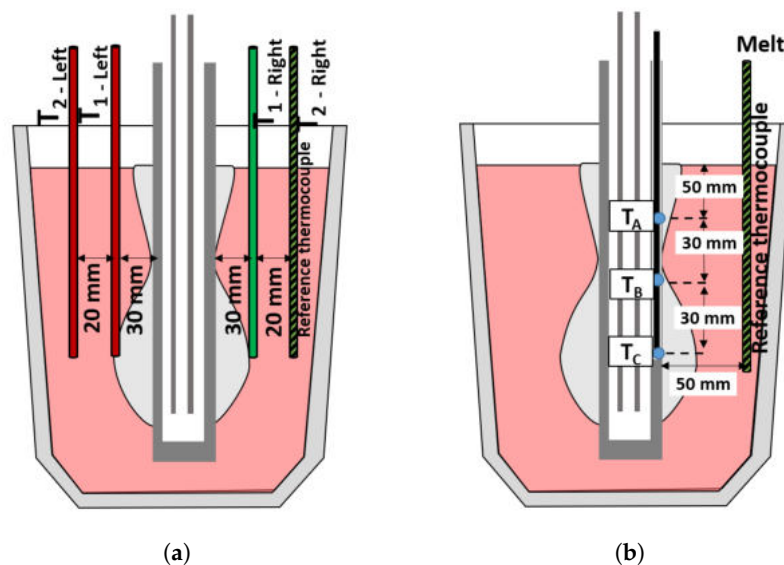 T2 - Left
T1 - Left
T1 - Right
T2 - Right
Reference thermocouple
20 mm
30 mm
30 mm
20 mm
(a)
Melt
Reference thermocouple
50 mm
TA
30 mm
TB
30 mm
TC
50 mm
(b)